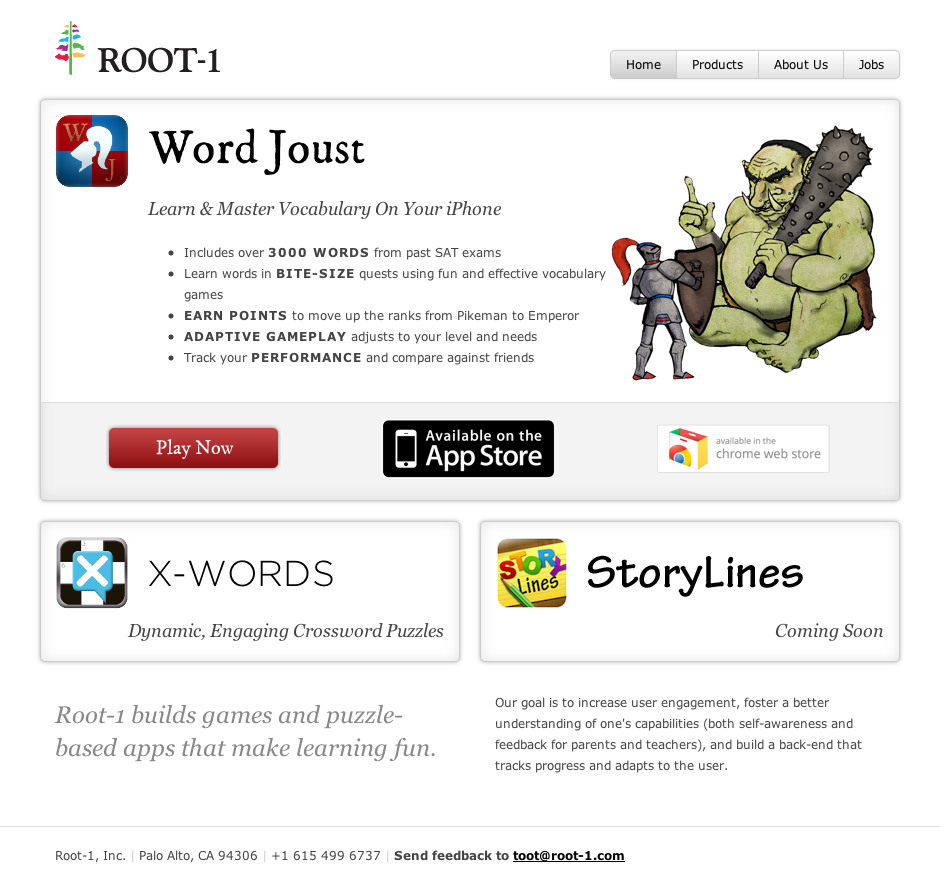 ROOT-1
Home
Products
About Us
Jobs
W
J
Word Joust
Learn & Master Vocabulary On Your iPhone
• Includes over 3000 WORDS from past SAT exams
• Learn words in BITE-SIZE quests using fun and effective vocabulary
games
• EARN POINTS to move up the ranks from Pikeman to Emperor
• ADAPTIVE GAMEPLAY adjusts to your level and needs
• Track your PERFORMANCE and compare against friends
Play Now
Available on the
App Store
available in the
chrome web store
X
X-WORDS
Dynamic, Engaging Crossword Puzzles
STORY
Lines
StoryLines
Coming Soon
Root-1 builds games and puzzle-
based apps that make learning fun.
Our goal is to increase user engagement, foster a better
understanding of one's capabilities (both self-awareness and
feedback for parents and teachers), and build a back-end that
tracks progress and adapts to the user.
Root-1, Inc. | Palo Alto, CA 94306 | +1 615 499 6737 | Send feedback to toot@root-1.com